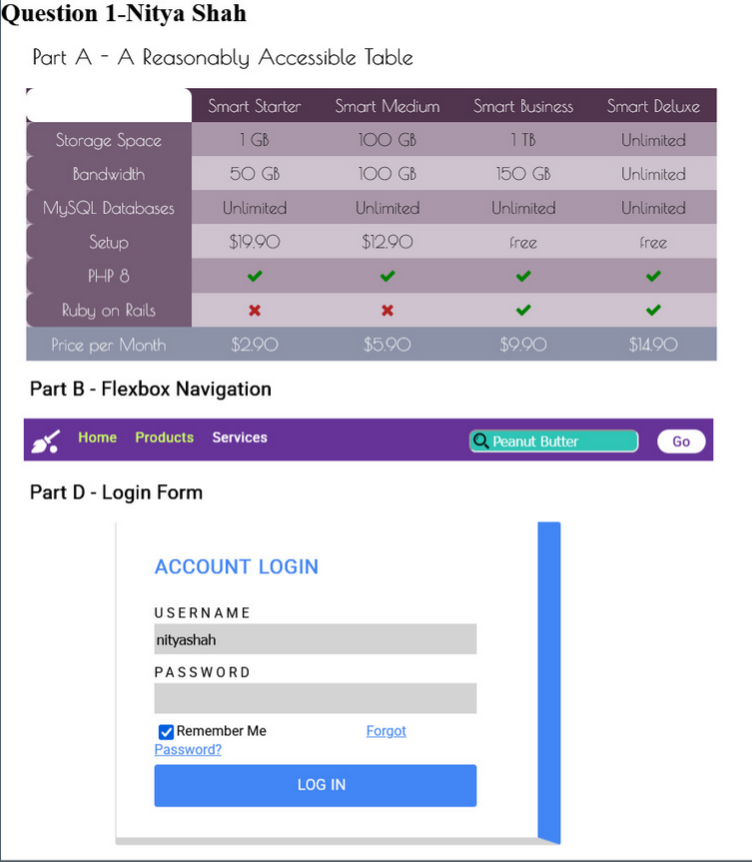 Question 1-Nitya Shah
Part A - A Reasonably Accessible Table
Smart Starter Smart Medium Smart Business Smart Deluxe
Storage Space 1 GB 100 GB 1 TB Unlimited
Bandwidth 50 GB 100 GB 150 GB Unlimited
MySQL Databases Unlimited Unlimited Unlimited Unlimited
Setup $19.90 $12.90 free free
PHP 8
Ruby on Rails
Price per Month $2.90 $5.90 $9.90 $14.90
Part B - Flexbox Navigation
Home Products Services Peanut Butter Go
Part D - Login Form
ACCOUNT LOGIN
USERNAME
nityashah
PASSWORD
Remember Me Forgot
Password?
LOG IN